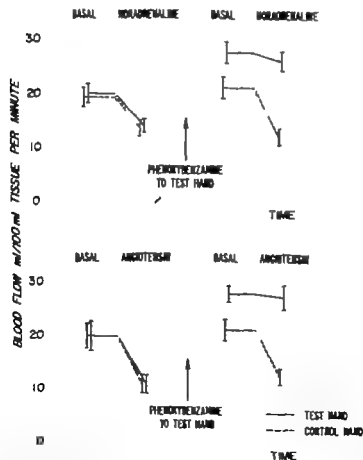 BASAL NORADRENALINE BASAL NORADRENALINE
30
20
10
0
PHENOXYBENZAMINE
TO TEST HAND
TIME
BLOOD FLOW ml/100ml TISSUE PER MINUTE
BASAL ANGIOTENSIN BASAL ANGIOTENSIN
30
20
10
PHENOXYBENZAMINE
TO TEST HAND
TEST HAND
CONTROL HAND
TIME